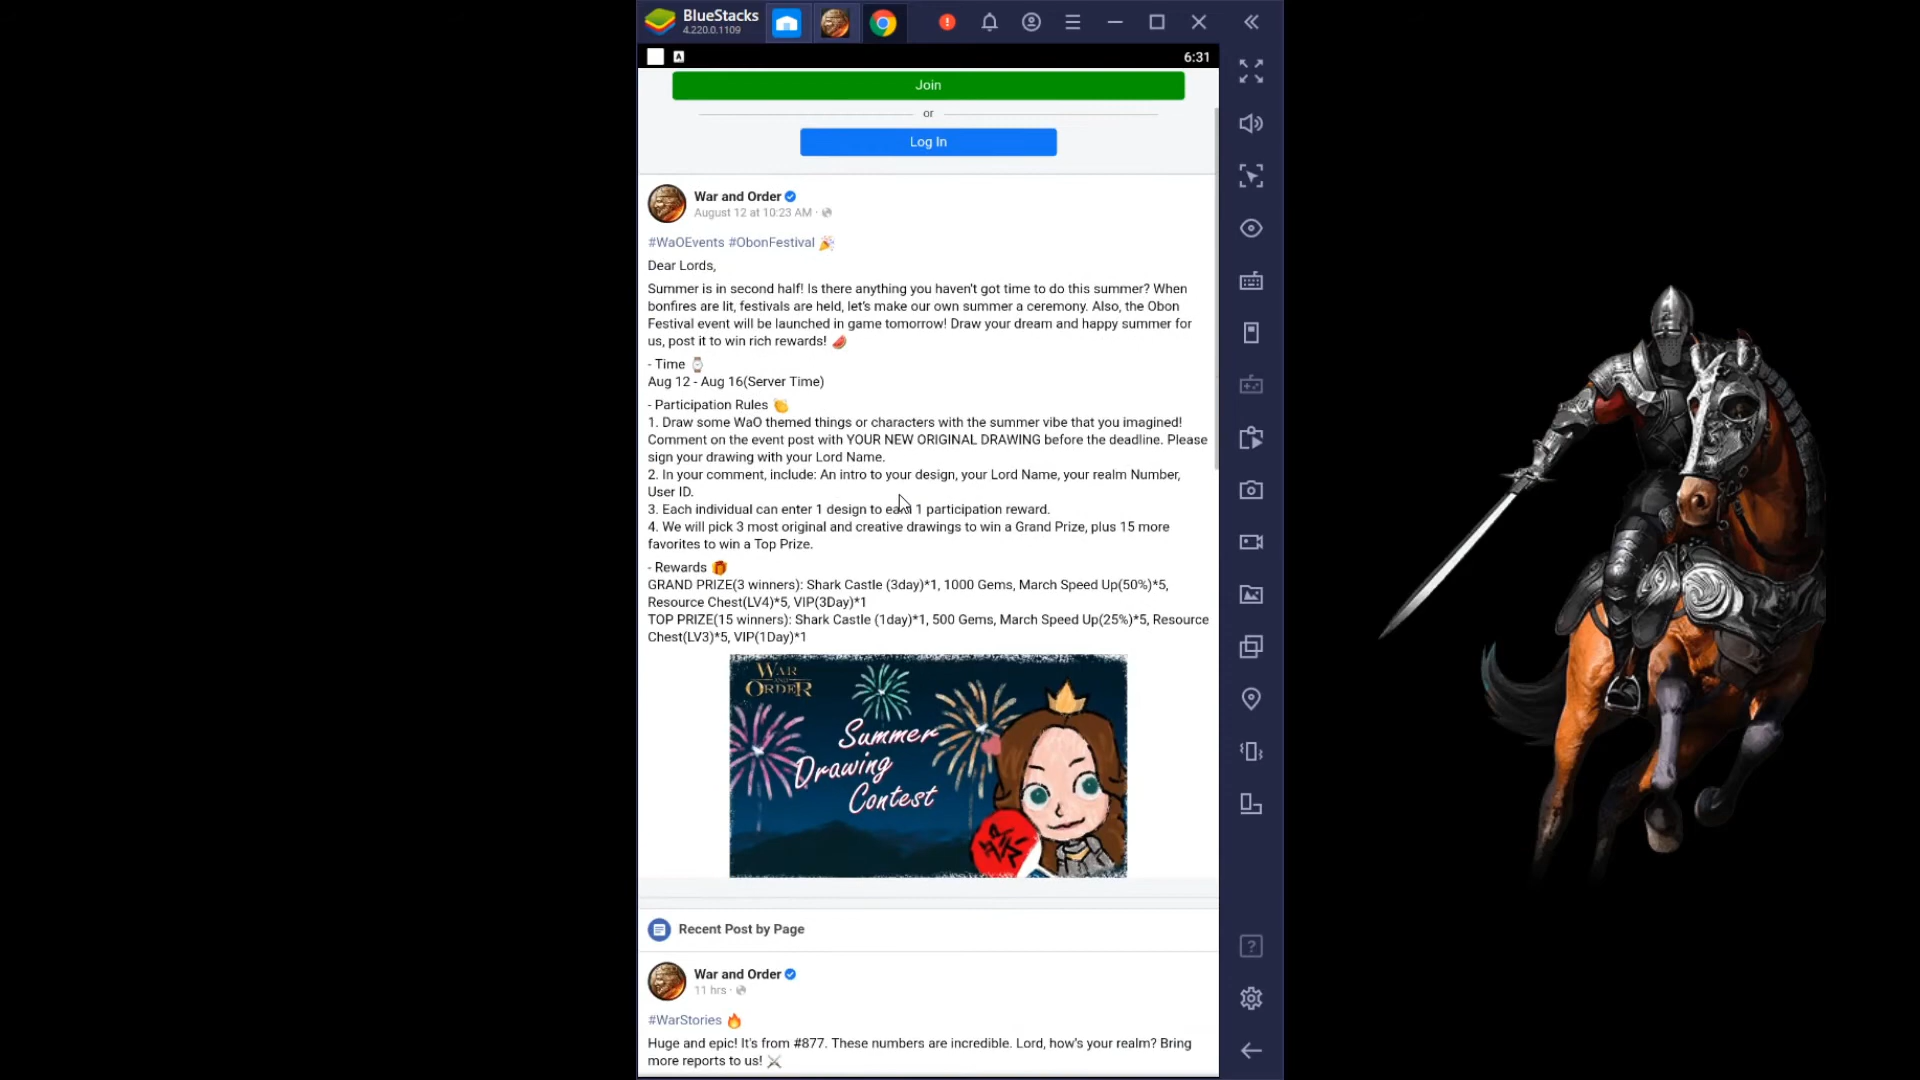 BlueStacks
4.220.0.1109
6:31
Join
or
Log In
War and Order
August 12 at 10:23 AM ·
#WaOEvents #ObonFestival 🎉
Dear Lords,
Summer is in second half! Is there anything you haven't got time to do this summer? When
bonfires are lit, festivals are held, let's make our own summer a ceremony. Also, the Obon
Festival event will be launched in game tomorrow! Draw your dream and happy summer for
us, post it to win rich rewards! 🍉
- Time ⌚
Aug 12 - Aug 16(Server Time)
- Participation Rules 👏
1. Draw some WaO themed things or characters with the summer vibe that you imagined!
Comment on the event post with YOUR NEW ORIGINAL DRAWING before the deadline. Please
sign your drawing with your Lord Name.
2. In your comment, include: An intro to your design, your Lord Name, your realm Number,
User ID.
3. Each individual can enter 1 design to earn 1 participation reward.
4. We will pick 3 most original and creative drawings to win a Grand Prize, plus 15 more
favorites to win a Top Prize.
- Rewards 🎁
GRAND PRIZE(3 winners): Shark Castle (3day)*1, 1000 Gems, March Speed Up(50%)*5,
Resource Chest(LV4)*5, VIP(3Day)*1
TOP PRIZE(15 winners): Shark Castle (1day)*1, 500 Gems, March Speed Up(25%)*5, Resource
Chest(LV3)*5, VIP(1Day)*1
WAR
AND
ORDER
Summer
Drawing
Contest
Recent Post by Page
War and Order
11 hrs ·
#WarStories 🔥
Huge and epic! It's from #877. These numbers are incredible. Lord, how's your realm? Bring
more reports to us! ⚔